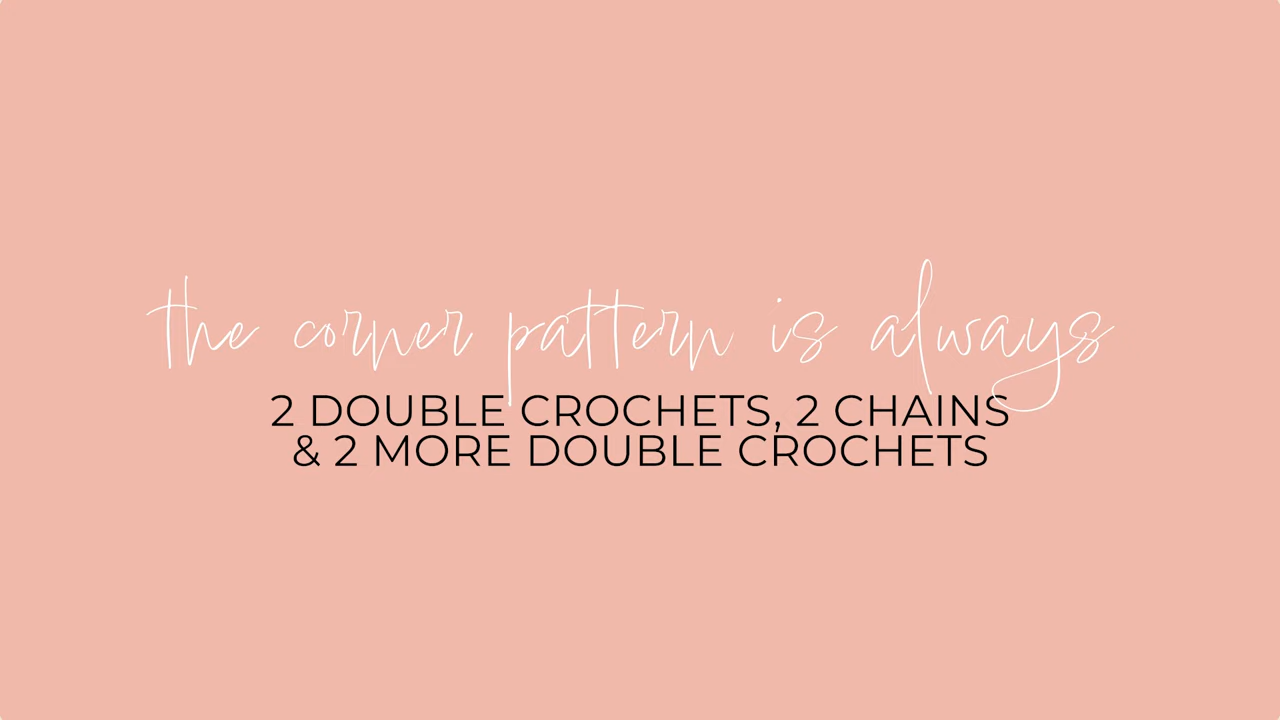 the corner pattern is always
2 DOUBLE CROCHETS, 2 CHAINS
& 2 MORE DOUBLE CROCHETS